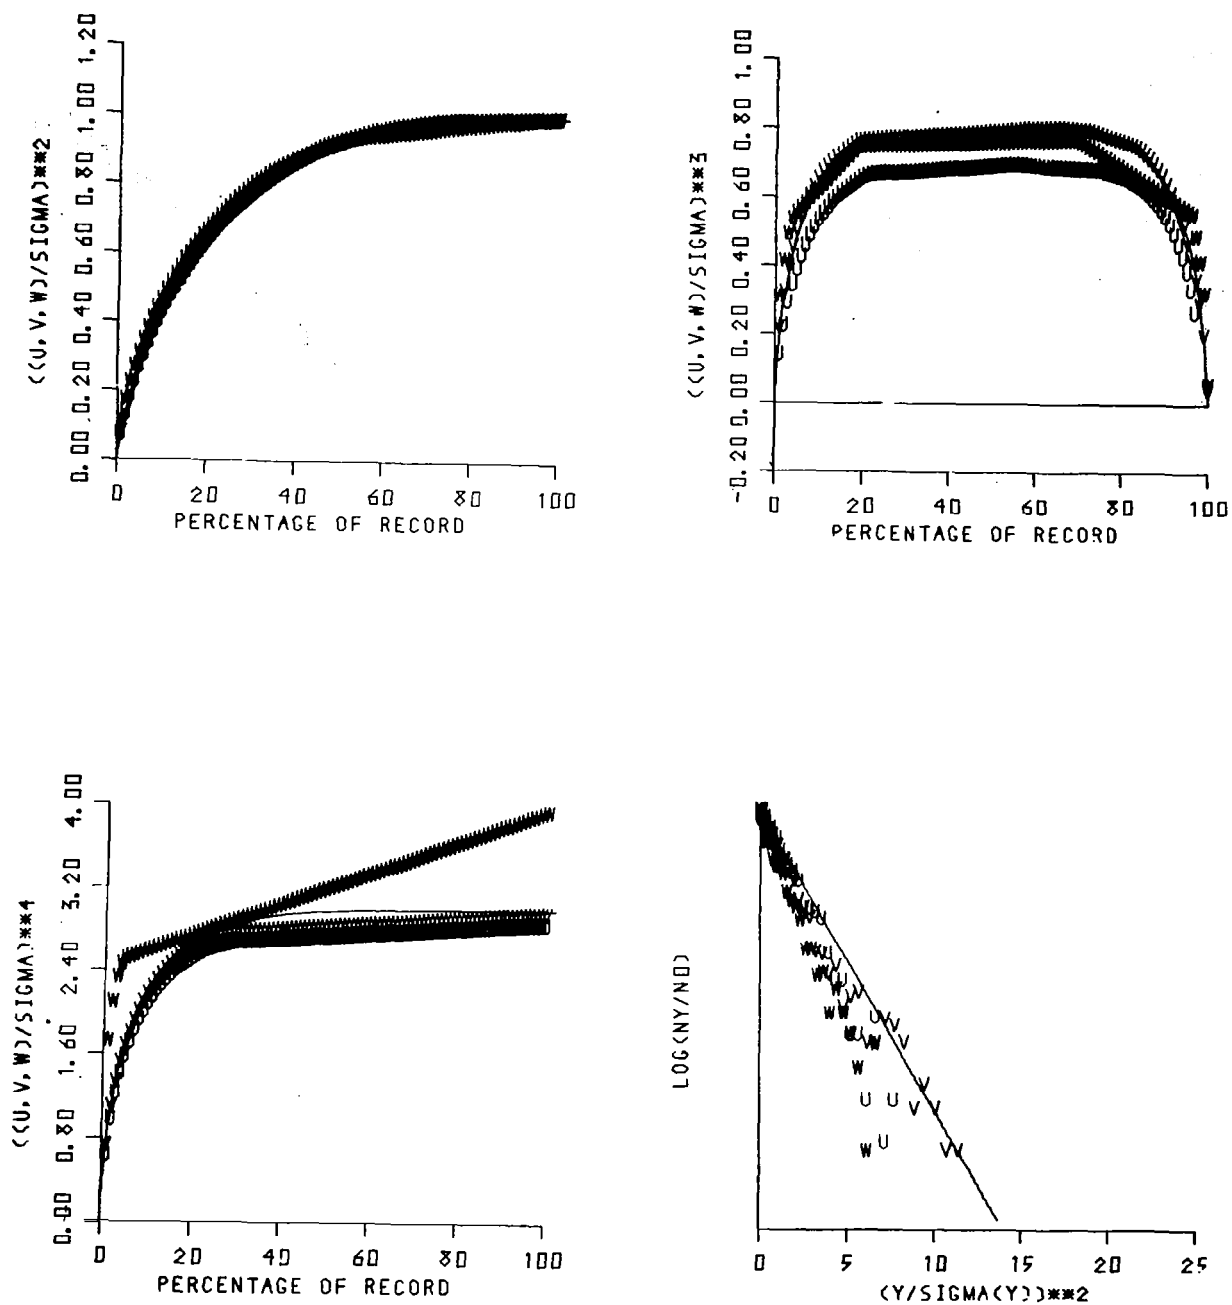 ((U,V,W)/SIGMA)**2
0.00 0.20 0.40 0.60 0.80 1.00 1.20
0 20 40 60 80 100
PERCENTAGE OF RECORD
((U,V,W)/SIGMA)**3
-0.20 0.00 0.20 0.40 0.60 0.80 1.00
0 20 40 60 80 100
PERCENTAGE OF RECORD
((U,V,W)/SIGMA)**4
0.00 0.80 1.60 2.40 3.20 4.00
0 20 40 60 80 100
PERCENTAGE OF RECORD
LOG(NY/N0)
0 5 10 15 20 25
(Y/SIGMA(Y))**2